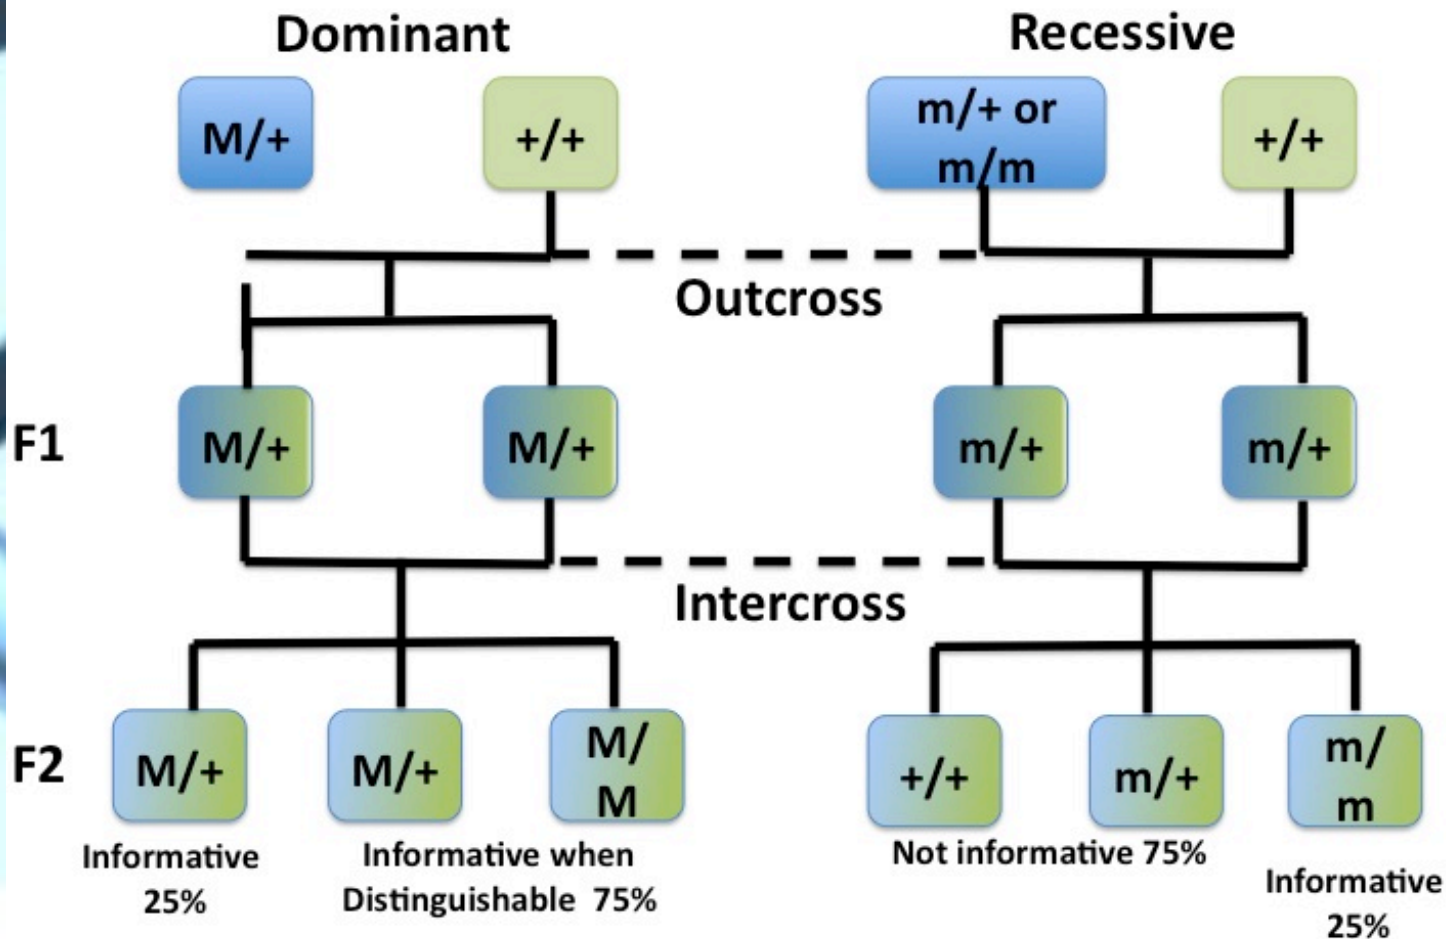 Dominant
Recessive
M/+
+/+
m/+ or
m/m
+/+
Outcross
F1
M/+
M/+
m/+
m/+
Intercross
F2
M/+
M/+
M/
M
+/+
m/+
m/
m
Informative
25%
Informative when
Distinguishable 75%
Not informative 75%
Informative
25%